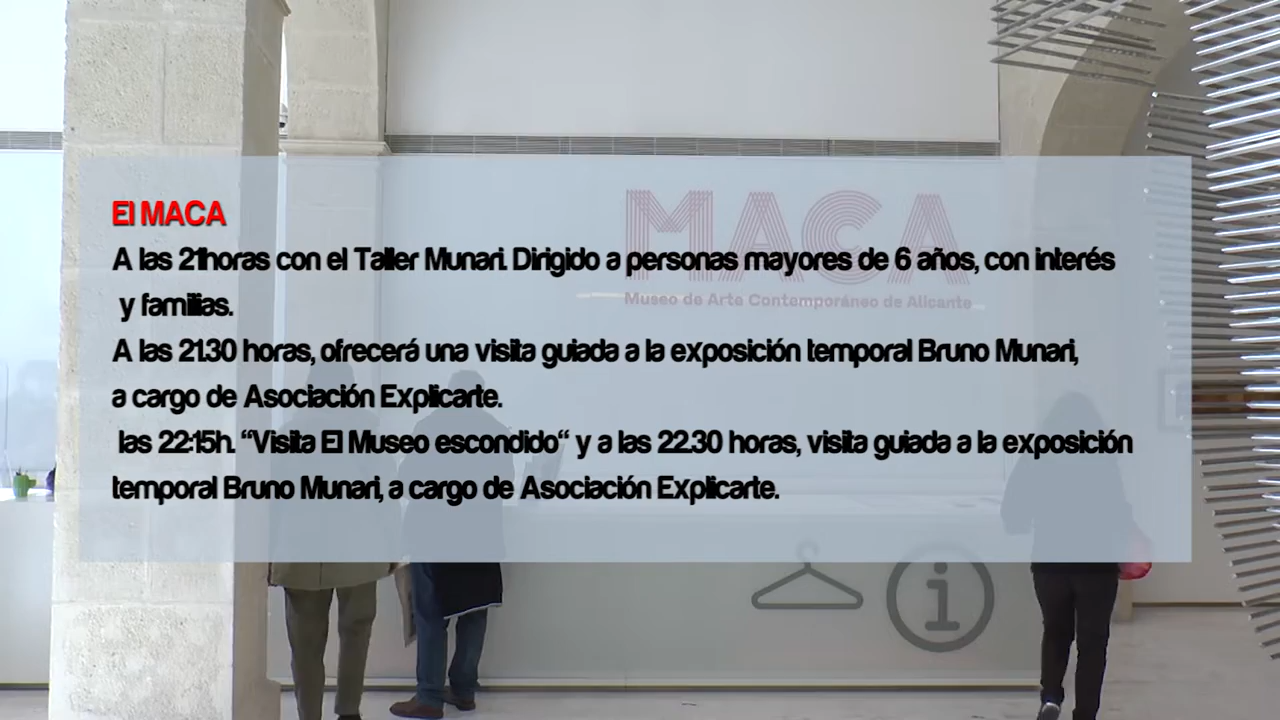 El MACA
MACA
Museo de Arte Contemporáneo de Alicante
A las 21horas con el Taller Munari. Dirigido a personas mayores de 6 años, con interés
y familias.
A las 21.30 horas, ofrecerá una visita guiada a la exposición temporal Bruno Munari,
a cargo de Asociación Explicarte.
las 22:15h. “Visita El Museo escondido“ y a las 22.30 horas, visita guiada a la exposición
temporal Bruno Munari, a cargo de Asociación Explicarte.
i